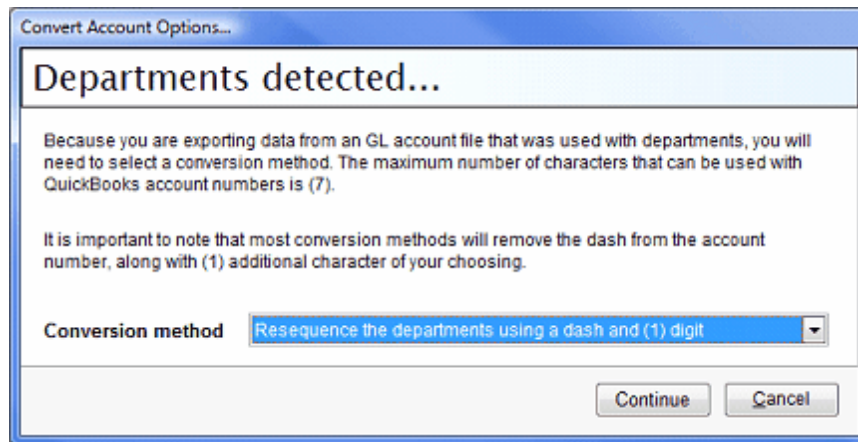 Convert Account Options...
Departments detected...
Because you are exporting data from an GL account file that was used with departments, you will
need to select a conversion method. The maximum number of characters that can be used with
QuickBooks account numbers is (7).
It is important to note that most conversion methods will remove the dash from the account
number, along with (1) additional character of your choosing.
Conversion method Resequence the departments using a dash and (1) digit
Continue Cancel